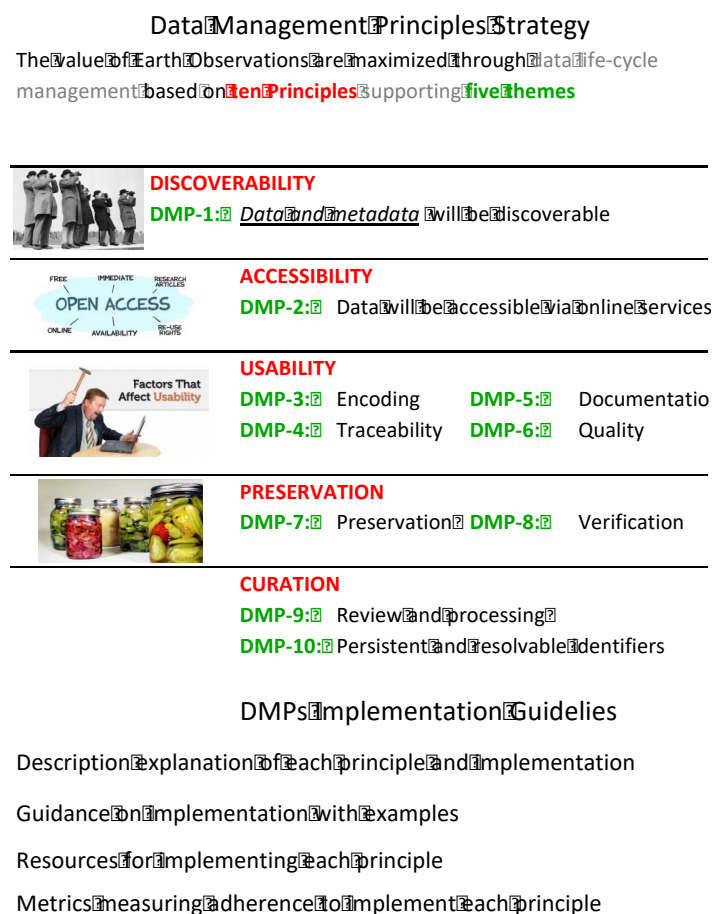 Data Management Principles Strategy
The value of Earth Observations are maximized through data life-cycle
management based on ten Principles supporting five themes
DISCOVERABILITY
DMP-1: Data and metadata will be discoverable
FREE IMMEDIATE RESEARCH ARTICLES
OPEN ACCESS
ONLINE AVAILABILITY RE-USE RIGHTS
ACCESSIBILITY
DMP-2: Data will be accessible via online services
Factors That
Affect Usability
USABILITY
DMP-3: Encoding DMP-5: Documentatio
DMP-4: Traceability DMP-6: Quality
PRESERVATION
DMP-7: Preservation DMP-8: Verification
CURATION
DMP-9: Review and processing
DMP-10: Persistent and resolvable identifiers
DMPs Implementation Guidelies
Description explanation of each principle and implementation
Guidance on implementation with examples
Resources for implementing each principle
Metrics measuring adherence to implement each principle